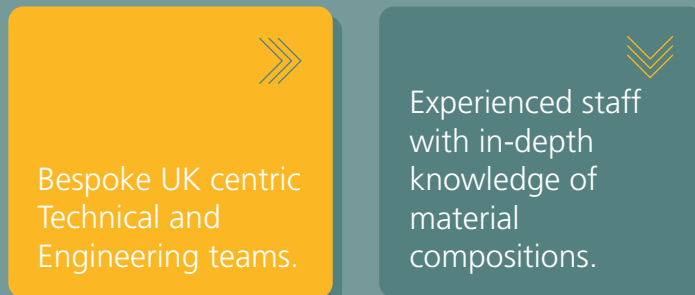 Bespoke UK centric
Technical and
Engineering teams.
Experienced staff
with in-depth
knowledge of
material
compositions.